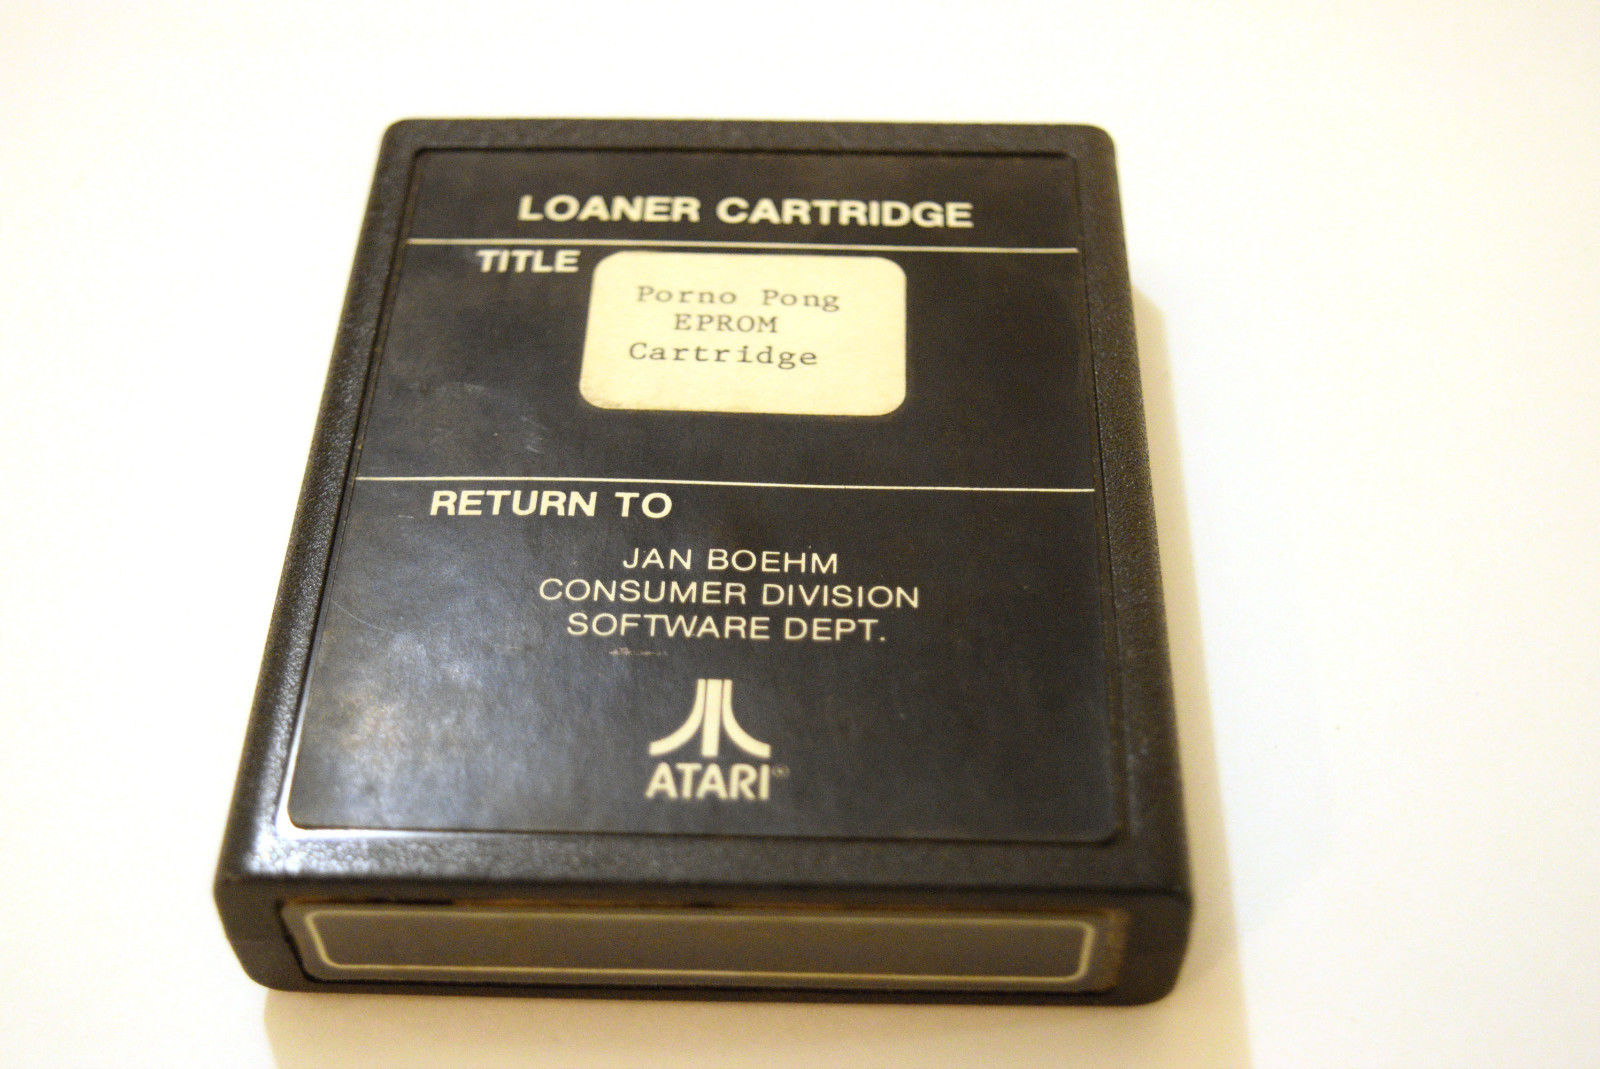 LOANER CARTRIDGE
TITLE
Porno Pong
EPROM
Cartridge
RETURN TO
JAN BOEHM
CONSUMER DIVISION
SOFTWARE DEPT.
ATARI®